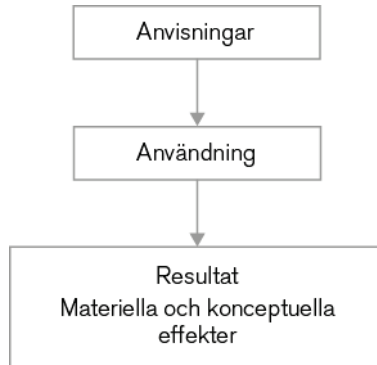 Anvisningar
Användning
Resultat
Materiella och konceptuella
effekter